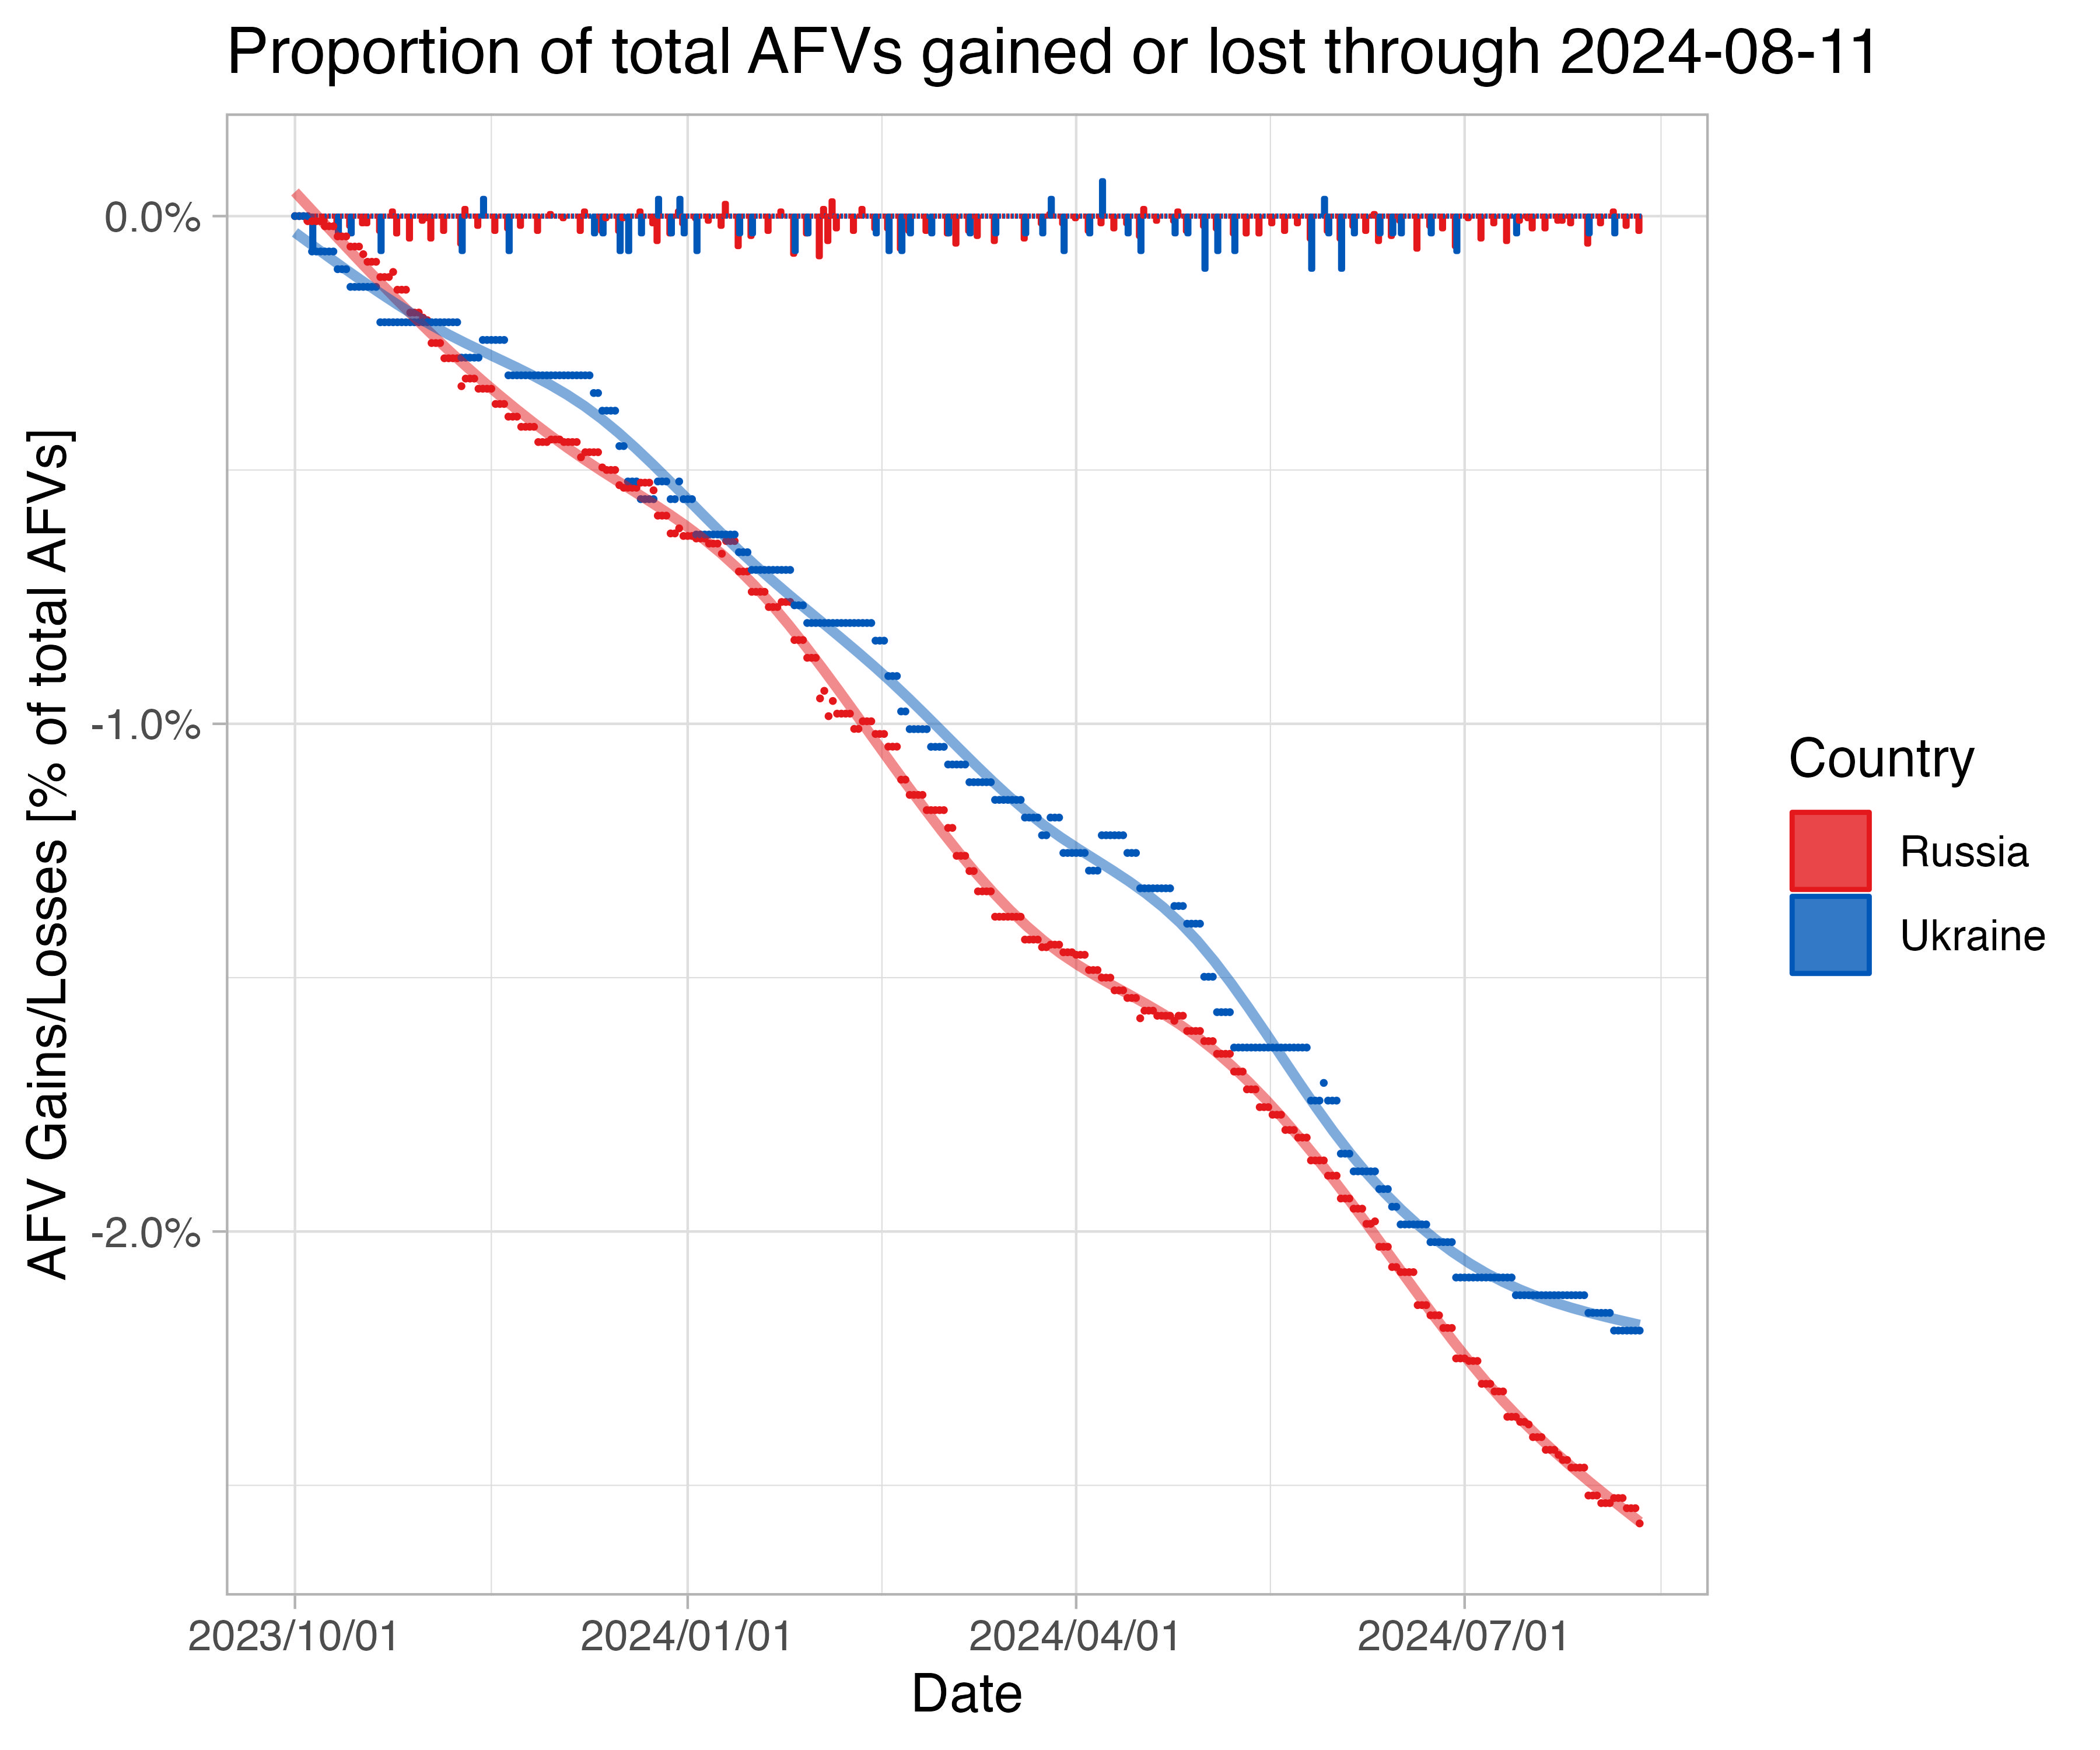 Proportion of total AFVs gained or lost through 2024-08-11
AFV Gains/Losses [% of total AFVs]
0.0%
-1.0%
-2.0%
2023/10/01
2024/01/01
2024/04/01
2024/07/01
Date
Country
Russia
Ukraine